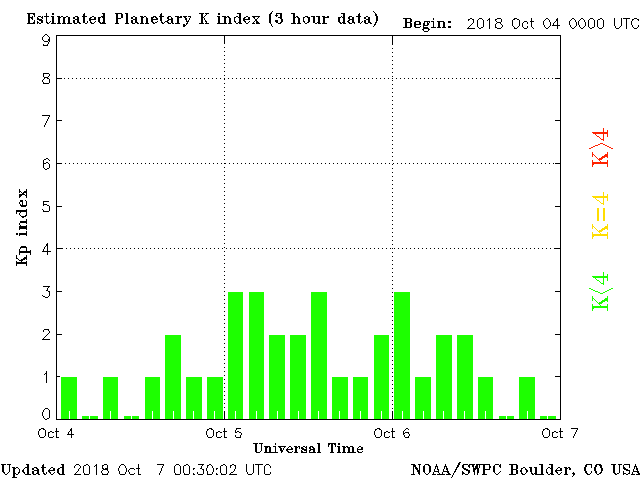 Estimated Planetary K index (3 hour data) Begin: 2018 Oct 04 0000 UTC
9
8
7
6
5
4
3
2
1
0
Kp index
K>4
K=4
K<4
Oct 4 Oct 5 Oct 6 Oct 7
Universal Time
Updated 2018 Oct 7 00:30:02 UTC NOAA/SWPC Boulder, CO USA